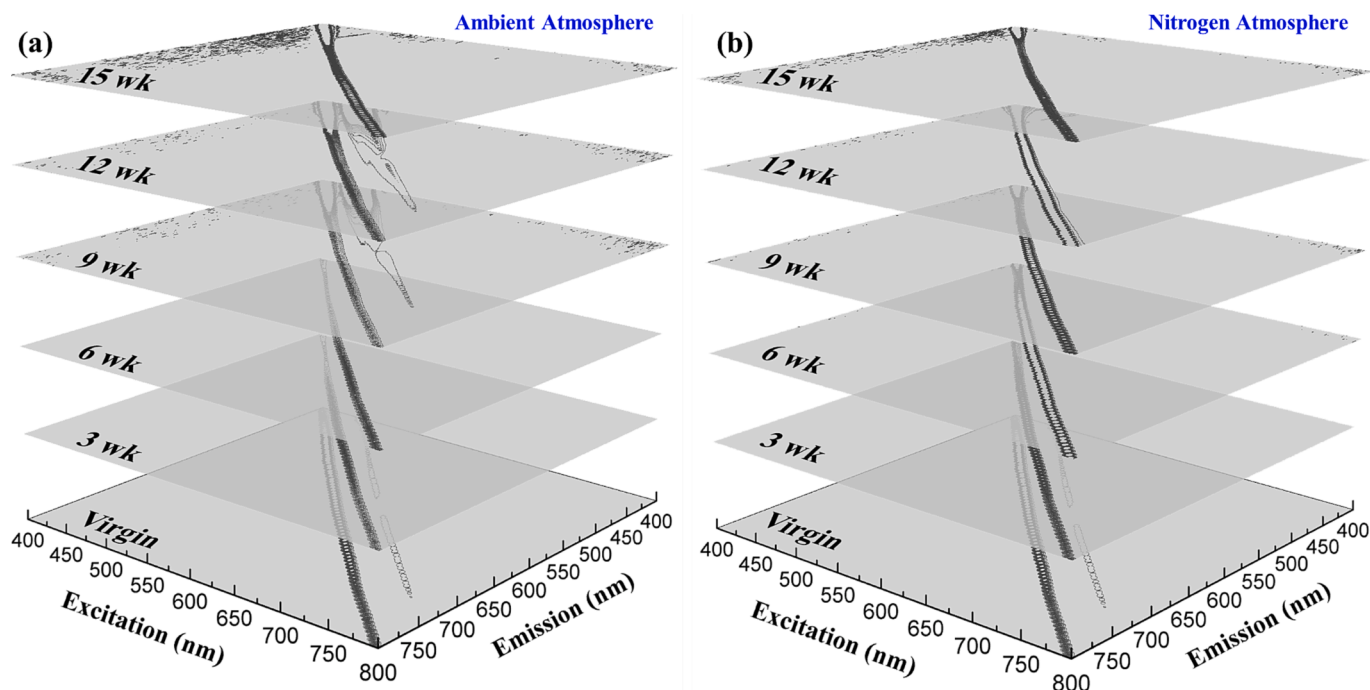 (a)
Ambient Atmosphere
15 wk
12 wk
9 wk
6 wk
3 wk
Virgin
400
450
500
550
600
650
700
750
800
Excitation (nm)
750
700
650
600
550
500
450
400
Emission (nm)
(b)
Nitrogen Atmosphere
15 wk
12 wk
9 wk
6 wk
3 wk
Virgin
400
450
500
550
600
650
700
750
800
Excitation (nm)
750
700
650
600
550
500
450
400
Emission (nm)